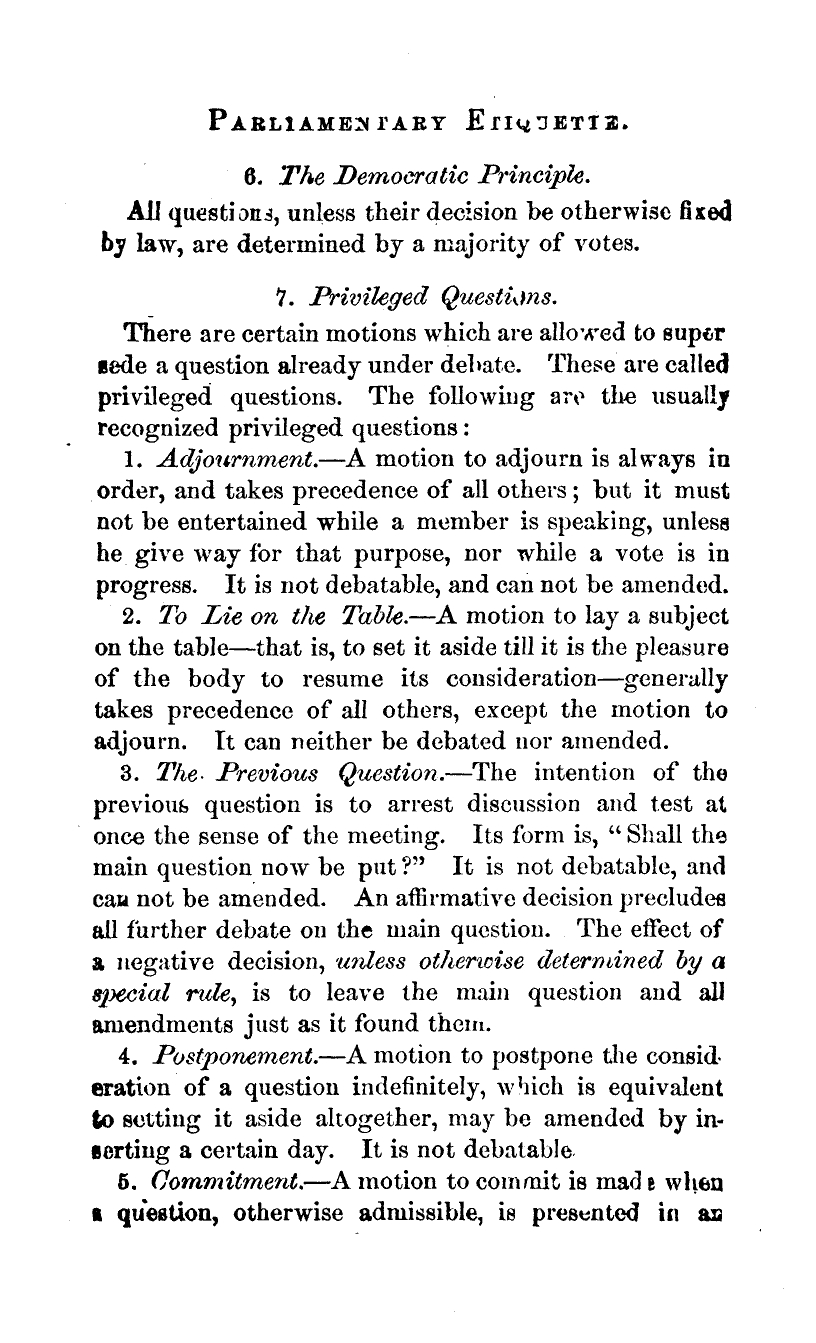 PARLIAMENTARY ETIQUETTE.
6. The Democratic Principle.
All questions, unless their decision be otherwise fixed
by law, are determined by a majority of votes.
7. Privileged Questions.
There are certain motions which are allowed to super
sede a question already under debate. These are called
privileged questions. The following are the usually
recognized privileged questions:
1. Adjournment.—A motion to adjourn is always in
order, and takes precedence of all others; but it must
not be entertained while a member is speaking, unless
he give way for that purpose, nor while a vote is in
progress. It is not debatable, and can not be amended.
2. To Lie on the Table.—A motion to lay a subject
on the table—that is, to set it aside till it is the pleasure
of the body to resume its consideration—generally
takes precedence of all others, except the motion to
adjourn. It can neither be debated nor amended.
3. The Previous Question.—The intention of the
previous question is to arrest discussion and test at
once the sense of the meeting. Its form is, "Shall the
main question now be put?" It is not debatable, and
can not be amended. An affirmative decision precludes
all further debate on the main question. The effect of
a negative decision, unless otherwise determined by a
special rule, is to leave the main question and all
amendments just as it found them.
4. Postponement.—A motion to postpone the consid-
eration of a question indefinitely, which is equivalent
to setting it aside altogether, may be amended by in-
serting a certain day. It is not debatable.
5. Commitment.—A motion to commit is made when
a question, otherwise admissible, is presented in an